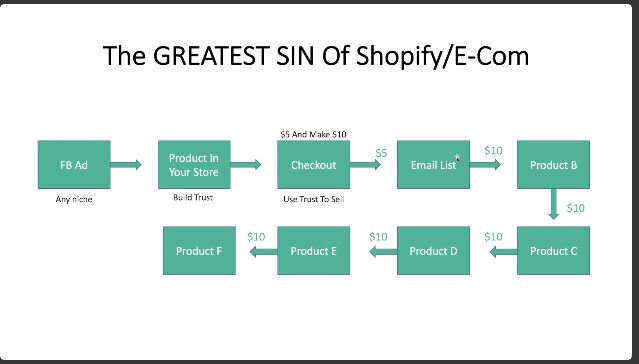 The GREATEST SIN Of Shopify/E-Com
$5 And Make $10
FB Ad
Product In
Your Store
Checkout
$5
Email List
$10
Product B
Any niche
Build Trust
Use Trust To Sell
$10
Product F
$10
Product E
$10
Product D
$10
Product C